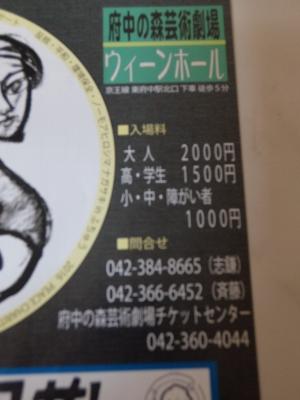 府中の森芸術劇場
ウィーンホール
京王線 東府中駅北口 下車 徒歩5分
■入場料
大 人 2000円
高・学生 1500円
小・中・障がい者
1000円
■問合せ
042-384-8665（志鎌）
042-366-6452（斉藤）
府中の森芸術劇場チケットセンター
042-360-4044